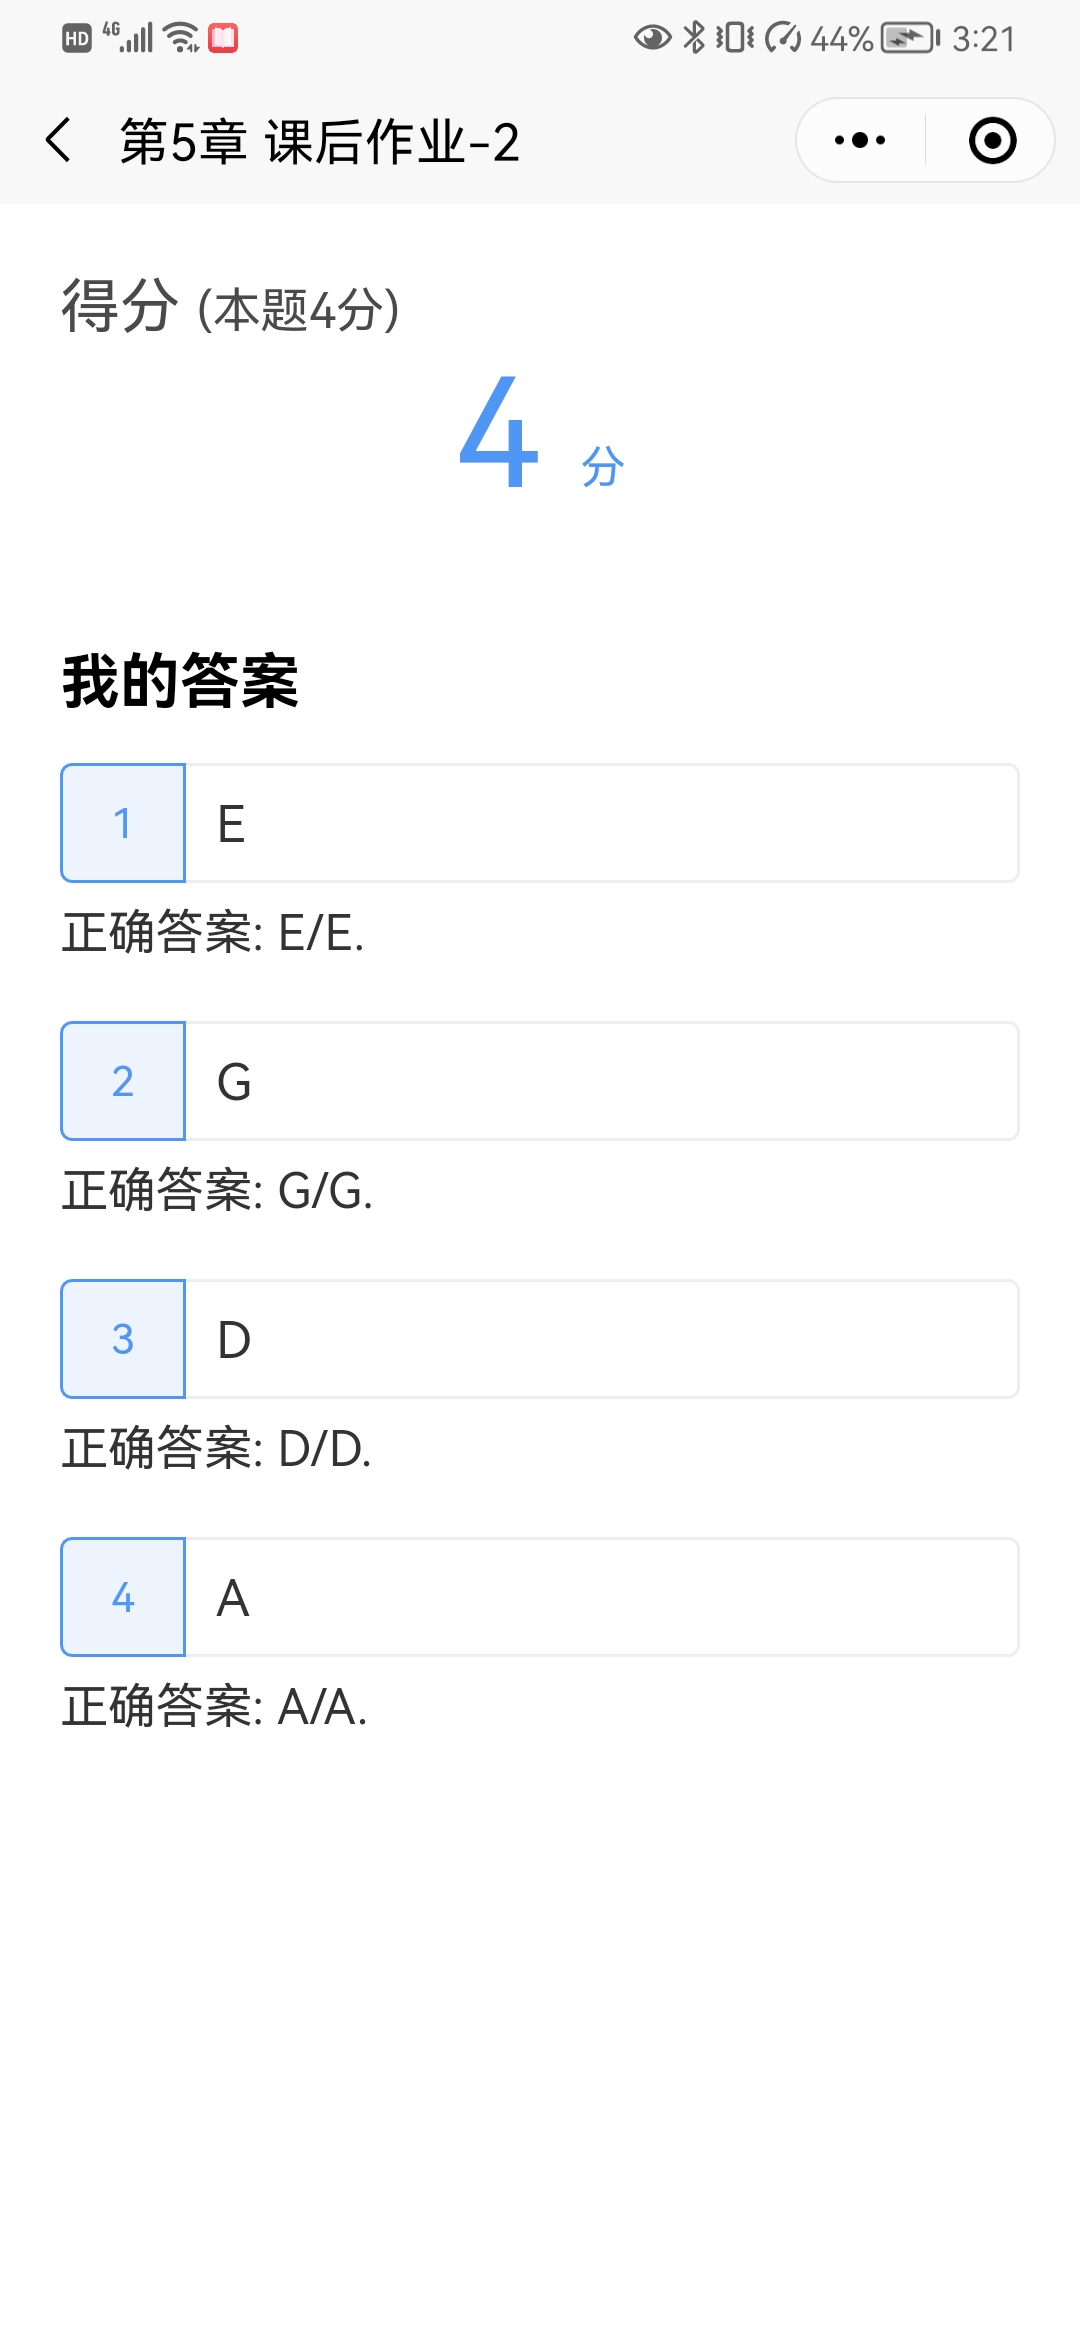 HD 4G 44% 3:21
第5章 课后作业-2
得分 (本题4分)
4 分
我的答案
1 E
正确答案: E/E.
2 G
正确答案: G/G.
3 D
正确答案: D/D.
4 A
正确答案: A/A.